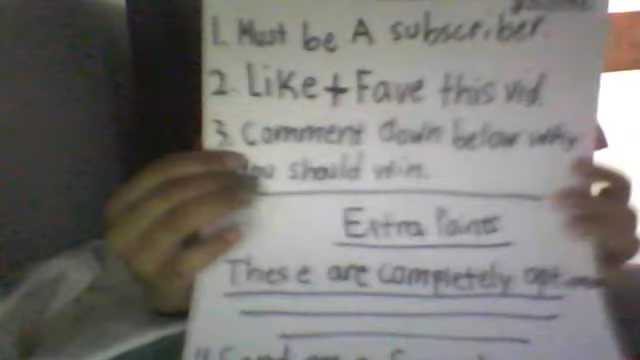 1. Must be A subscriber.
2. Like + Fave this vid
3. Comment down below why
you should win.
Extra Points
These are completely